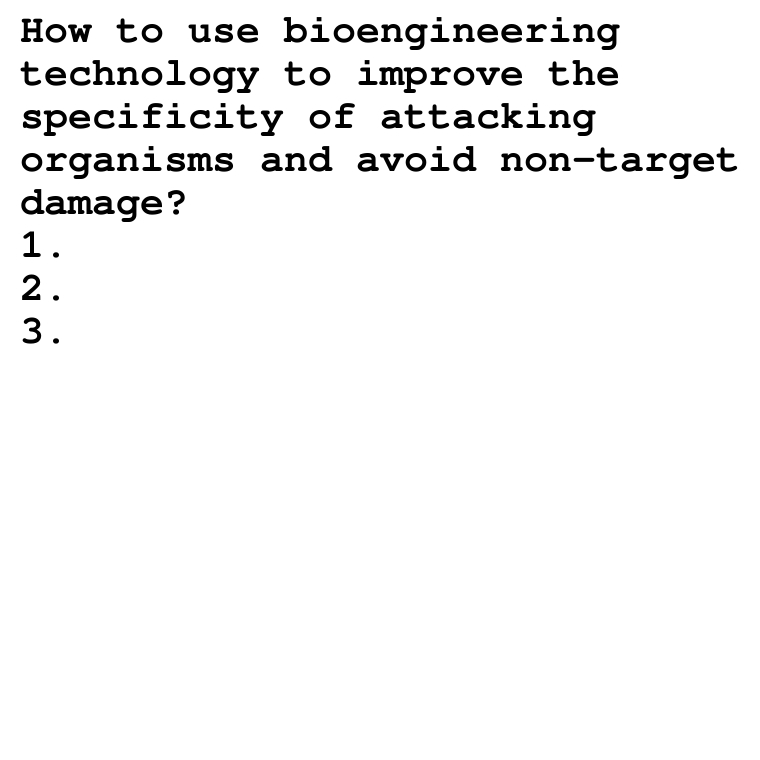 How to use bioengineering
technology to improve the
specificity of attacking
organisms and avoid non-target
damage?
1.
2.
3.